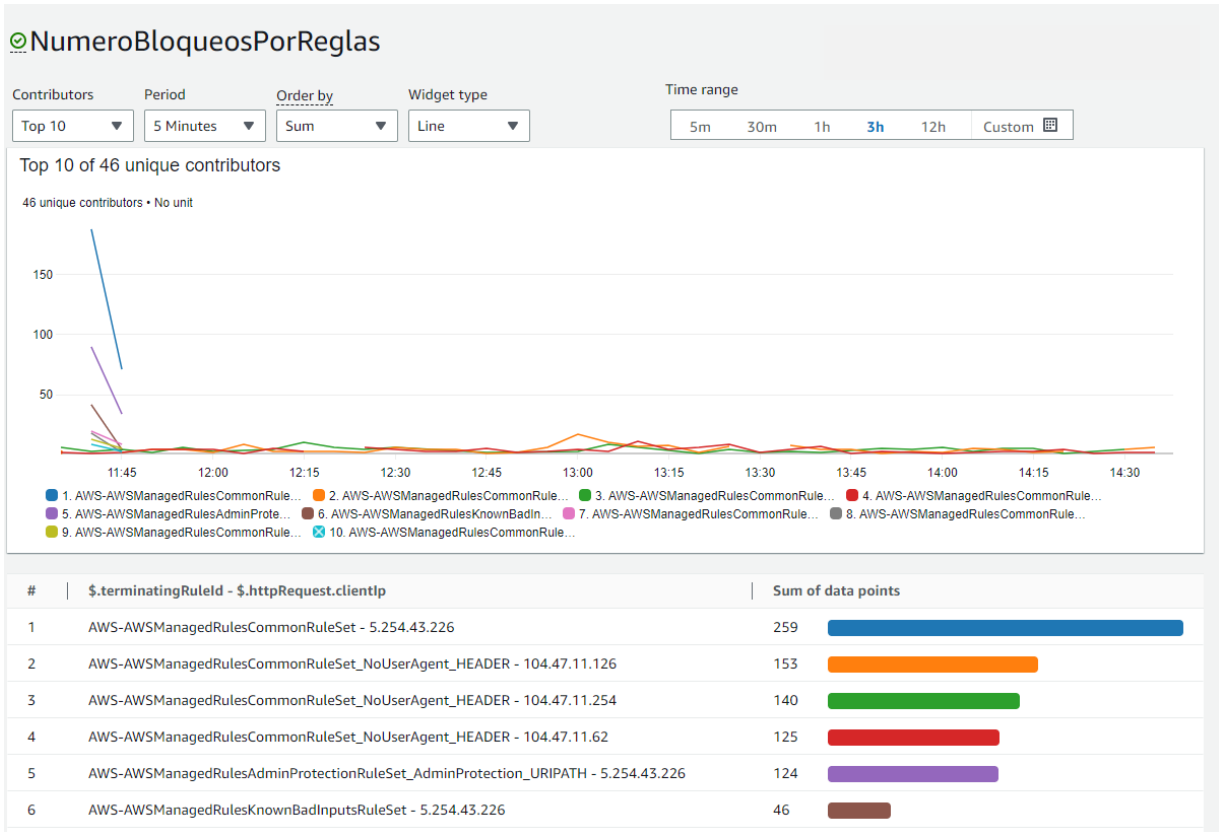 NumeroBloqueosPorReglas
Contributors Period Order by Widget type Time range
Top 10 5 Minutes Sum Line 5m 30m 1h 3h 12h Custom
Top 10 of 46 unique contributors
46 unique contributors • No unit
150
100
50
11:45 12:00 12:15 12:30 12:45 13:00 13:15 13:30 13:45 14:00 14:15 14:30
1. AWS-AWSManagedRulesCommonRule... 2. AWS-AWSManagedRulesCommonRule... 3. AWS-AWSManagedRulesCommonRule... 4. AWS-AWSManagedRulesCommonRule...
5. AWS-AWSManagedRulesAdminProte... 6. AWS-AWSManagedRulesKnownBadIn... 7. AWS-AWSManagedRulesCommonRule... 8. AWS-AWSManagedRulesCommonRule...
9. AWS-AWSManagedRulesCommonRule... 10. AWS-AWSManagedRulesCommonRule...
# $.terminatingRuleId - $.httpRequest.clientIp Sum of data points
1 AWS-AWSManagedRulesCommonRuleSet - 5.254.43.226 259
2 AWS-AWSManagedRulesCommonRuleSet_NoUserAgent_HEADER - 104.47.11.126 153
3 AWS-AWSManagedRulesCommonRuleSet_NoUserAgent_HEADER - 104.47.11.254 140
4 AWS-AWSManagedRulesCommonRuleSet_NoUserAgent_HEADER - 104.47.11.62 125
5 AWS-AWSManagedRulesAdminProtectionRuleSet_AdminProtection_URIPATH - 5.254.43.226 124
6 AWS-AWSManagedRulesKnownBadInputsRuleSet - 5.254.43.226 46